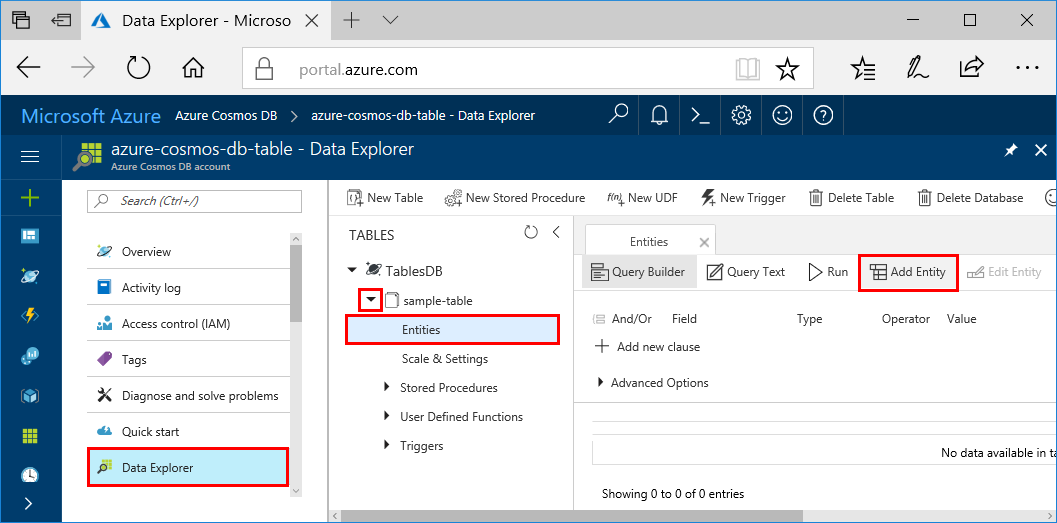 Data Explorer - Microso
portal.azure.com
Microsoft Azure Azure Cosmos DB > azure-cosmos-db-table - Data Explorer
azure-cosmos-db-table - Data Explorer
Azure Cosmos DB account
Search (Ctrl+/)
Overview
Activity log
Access control (IAM)
Tags
Diagnose and solve problems
Quick start
Data Explorer
New Table New Stored Procedure New UDF New Trigger Delete Table Delete Database
TABLES
TablesDB
sample-table
Entities
Scale & Settings
Stored Procedures
User Defined Functions
Triggers
Entities
Query Builder Query Text Run Add Entity Edit Entity
And/Or Field Type Operator Value
Add new clause
Advanced Options
No data available in ta
Showing 0 to 0 of 0 entries